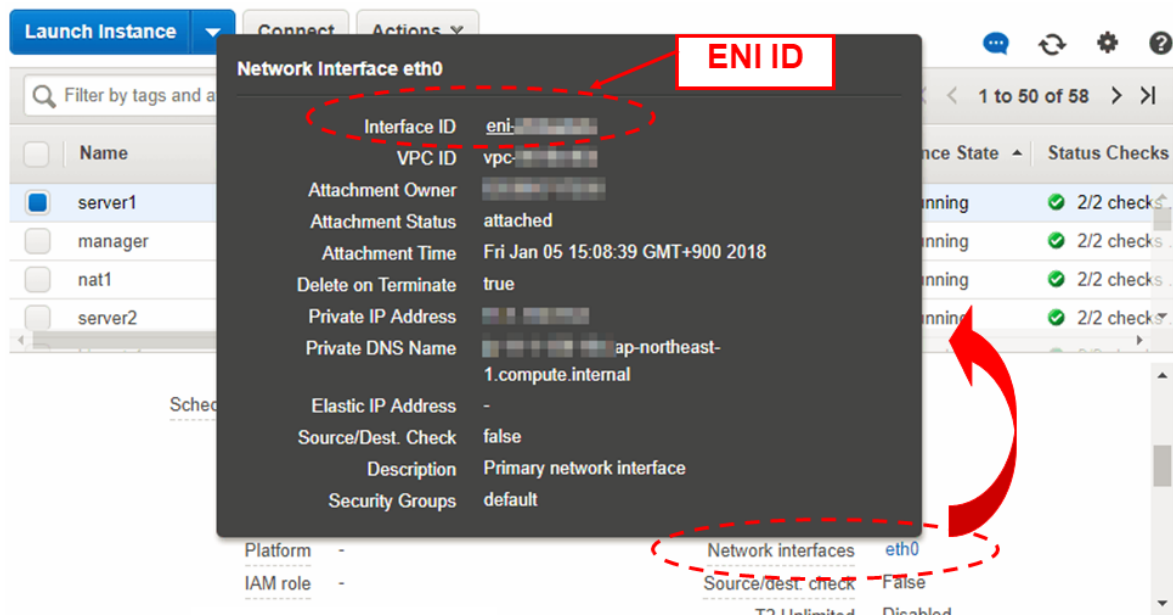 Launch Instance
Connect
Actions
ENI ID
Network Interface eth0
Filter by tags and
1 to 50 of 58
Interface ID eni-
VPC ID vpc-
Name
State
Status Checks
Attachment Owner
server1
2/2 checks
Attachment Status attached
manager
2/2 checks
Attachment Time Fri Jan 05 15:08:39 GMT+900 2018
nat1
2/2 checks
Delete on Terminate true
server2
2/2 checks
Private IP Address
Private DNS Name ap-northeast-
1.compute.internal
Elastic IP Address -
Source/Dest. Check false
Description Primary network interface
Security Groups default
Platform -
Network interfaces eth0
IAM role -
Source/dest. check False
T2 Unlimited Disabled